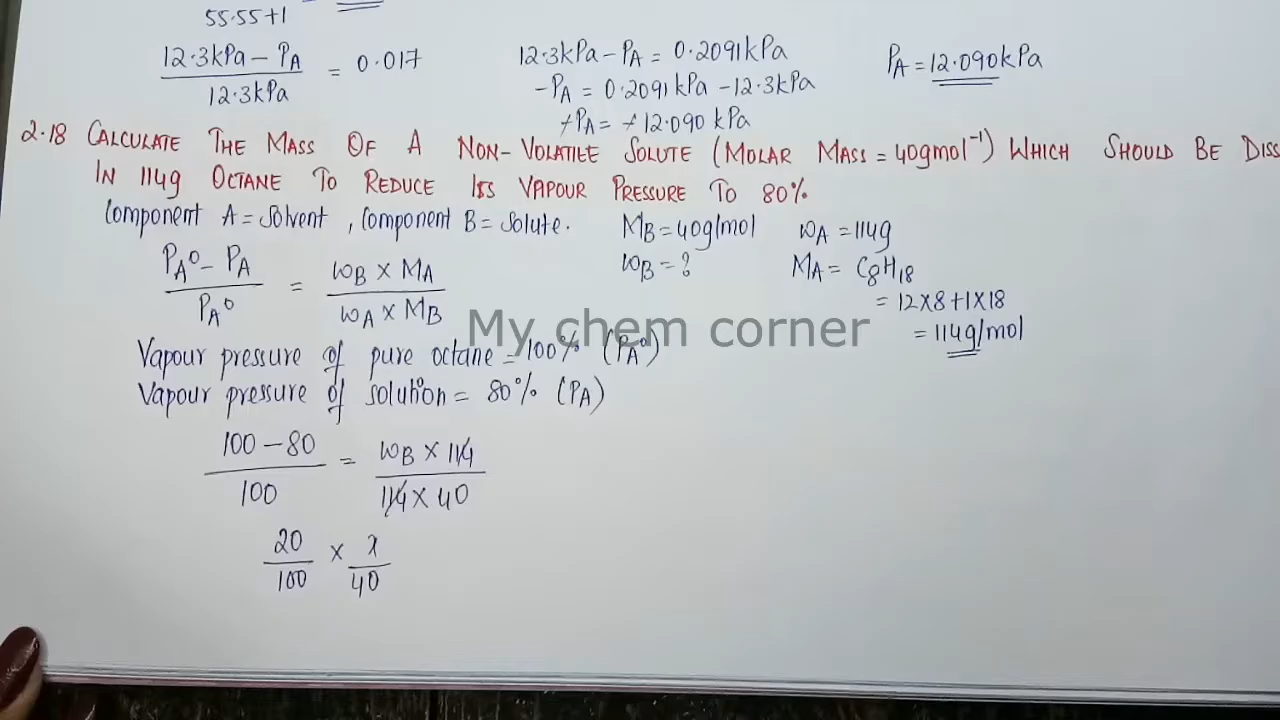 55.55+1
12.3kPa - PA / 12.3kPa = 0.017
12.3kPa - PA = 0.2091kPa
- PA = 0.2091kPa - 12.3kPa
+PA = +12.090 kPa
PA = 12.090kPa
2.18 CALCULATE THE MASS OF A NON-VOLATILE SOLUTE (MOLAR MASS = 40gmol⁻¹) WHICH SHOULD BE DISS
IN 114g OCTANE TO REDUCE ITS VAPOUR PRESSURE TO 80%.
Component A = Solvent , Component B = Solute.
MB = 40g/mol
wB = ?
wA = 114g
MA = C8H18
= 12X8+1X18
= 114g/mol
PA° - PA / PA° = wB × MA / wA × MB
My chem corner
Vapour pressure of pure octane = 100% (PA°)
Vapour pressure of solution = 80% (PA)
100 - 80 / 100 = wB × 114 / 114 × 40
20 / 100 × x / 40